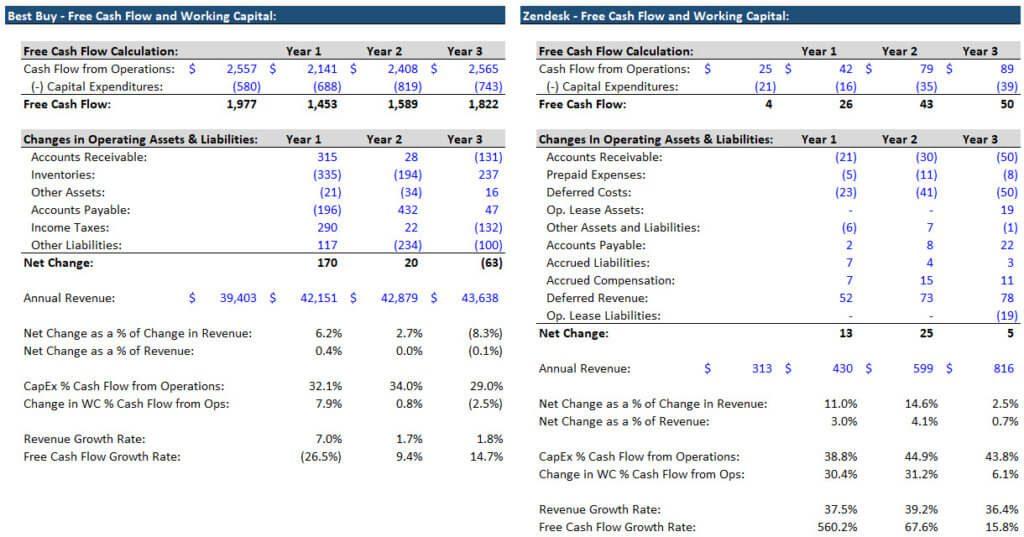 Best Buy - Free Cash Flow and Working Capital:
Free Cash Flow Calculation: Year 1 Year 2 Year 3
Cash Flow from Operations: $ 2,557 $ 2,141 $ 2,408 $ 2,565
(-) Capital Expenditures: (580) (688) (819) (743)
Free Cash Flow: 1,977 1,453 1,589 1,822
Changes in Operating Assets & Liabilities: Year 1 Year 2 Year 3
Accounts Receivable: 315 28 (131)
Inventories: (335) (194) 237
Other Assets: (21) (34) 16
Accounts Payable: (196) 432 47
Income Taxes: 290 22 (132)
Other Liabilities: 117 (234) (100)
Net Change: 170 20 (63)
Annual Revenue: $ 39,403 $ 42,151 $ 42,879 $ 43,638
Net Change as a % of Change in Revenue: 6.2% 2.7% (8.3%)
Net Change as a % of Revenue: 0.4% 0.0% (0.1%)
CapEx % Cash Flow from Operations: 32.1% 34.0% 29.0%
Change in WC % Cash Flow from Ops: 7.9% 0.8% (2.5%)
Revenue Growth Rate: 7.0% 1.7% 1.8%
Free Cash Flow Growth Rate: (26.5%) 9.4% 14.7%
Zendesk - Free Cash Flow and Working Capital:
Free Cash Flow Calculation: Year 1 Year 2 Year 3
Cash Flow from Operations: $ 25 $ 42 $ 79 $ 89
(-) Capital Expenditures: (21) (16) (35) (39)
Free Cash Flow: 4 26 43 50
Changes In Operating Assets & Liabilities: Year 1 Year 2 Year 3
Accounts Receivable: (21) (30) (50)
Prepaid Expenses: (5) (11) (8)
Deferred Costs: (23) (41) (50)
Op. Lease Assets: - - 19
Other Assets and Liabilities: (6) 7 (1)
Accounts Payable: 2 8 22
Accrued Liabilities: 7 4 3
Accrued Compensation: 7 15 11
Deferred Revenue: 52 73 78
Op. Lease Liabilities: - - (19)
Net Change: 13 25 5
Annual Revenue: $ 313 $ 430 $ 599 $ 816
Net Change as a % of Change in Revenue: 11.0% 14.6% 2.5%
Net Change as a % of Revenue: 3.0% 4.1% 0.7%
CapEx % Cash Flow from Operations: 38.8% 44.9% 43.8%
Change in WC % Cash Flow from Ops: 30.4% 31.2% 6.1%
Revenue Growth Rate: 37.5% 39.2% 36.4%
Free Cash Flow Growth Rate: 560.2% 67.6% 15.8%